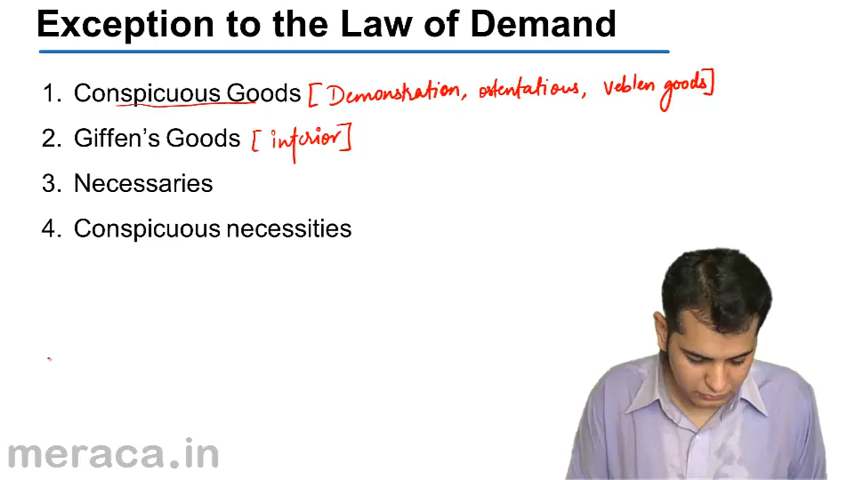 Exception to the Law of Demand
1. Conspicuous Goods [Demonstration, ostentatious, veblen goods]
2. Giffen's Goods [inferior]
3. Necessaries
4. Conspicuous necessities
meraca.in